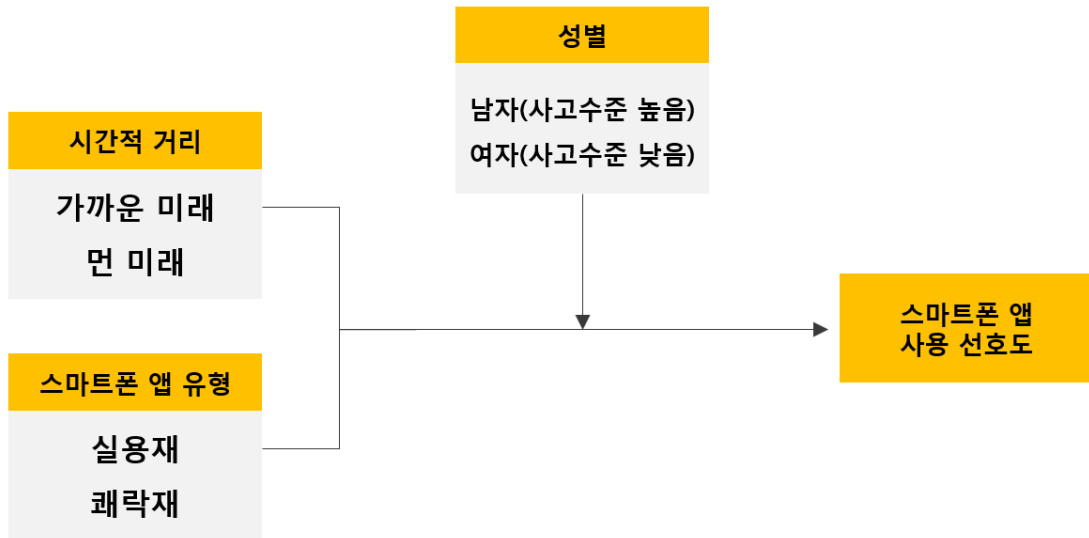 성별
남자(사고수준 높음)
여자(사고수준 낮음)
시간적 거리
가까운 미래
먼 미래
스마트폰 앱 유형
실용재
쾌락재
스마트폰 앱
사용 선호도